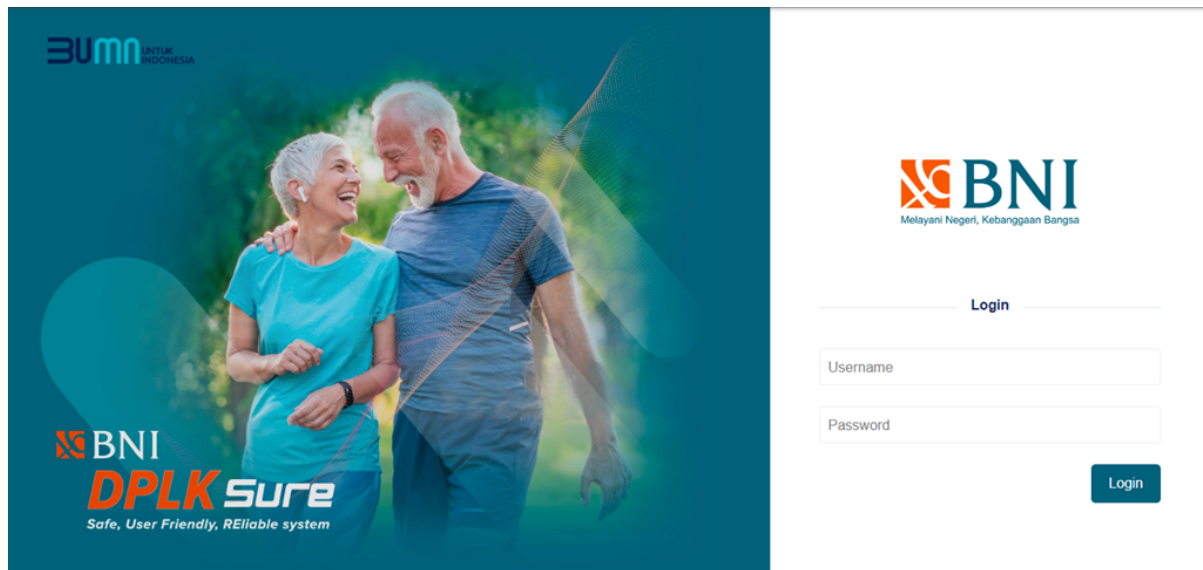 BUMN UNTUK
INDONESIA
BNI
DPLK Sure
Safe, User Friendly, REliable system
BNI
Melayani Negeri, Kebanggaan Bangsa
Login
Username
Password
Login